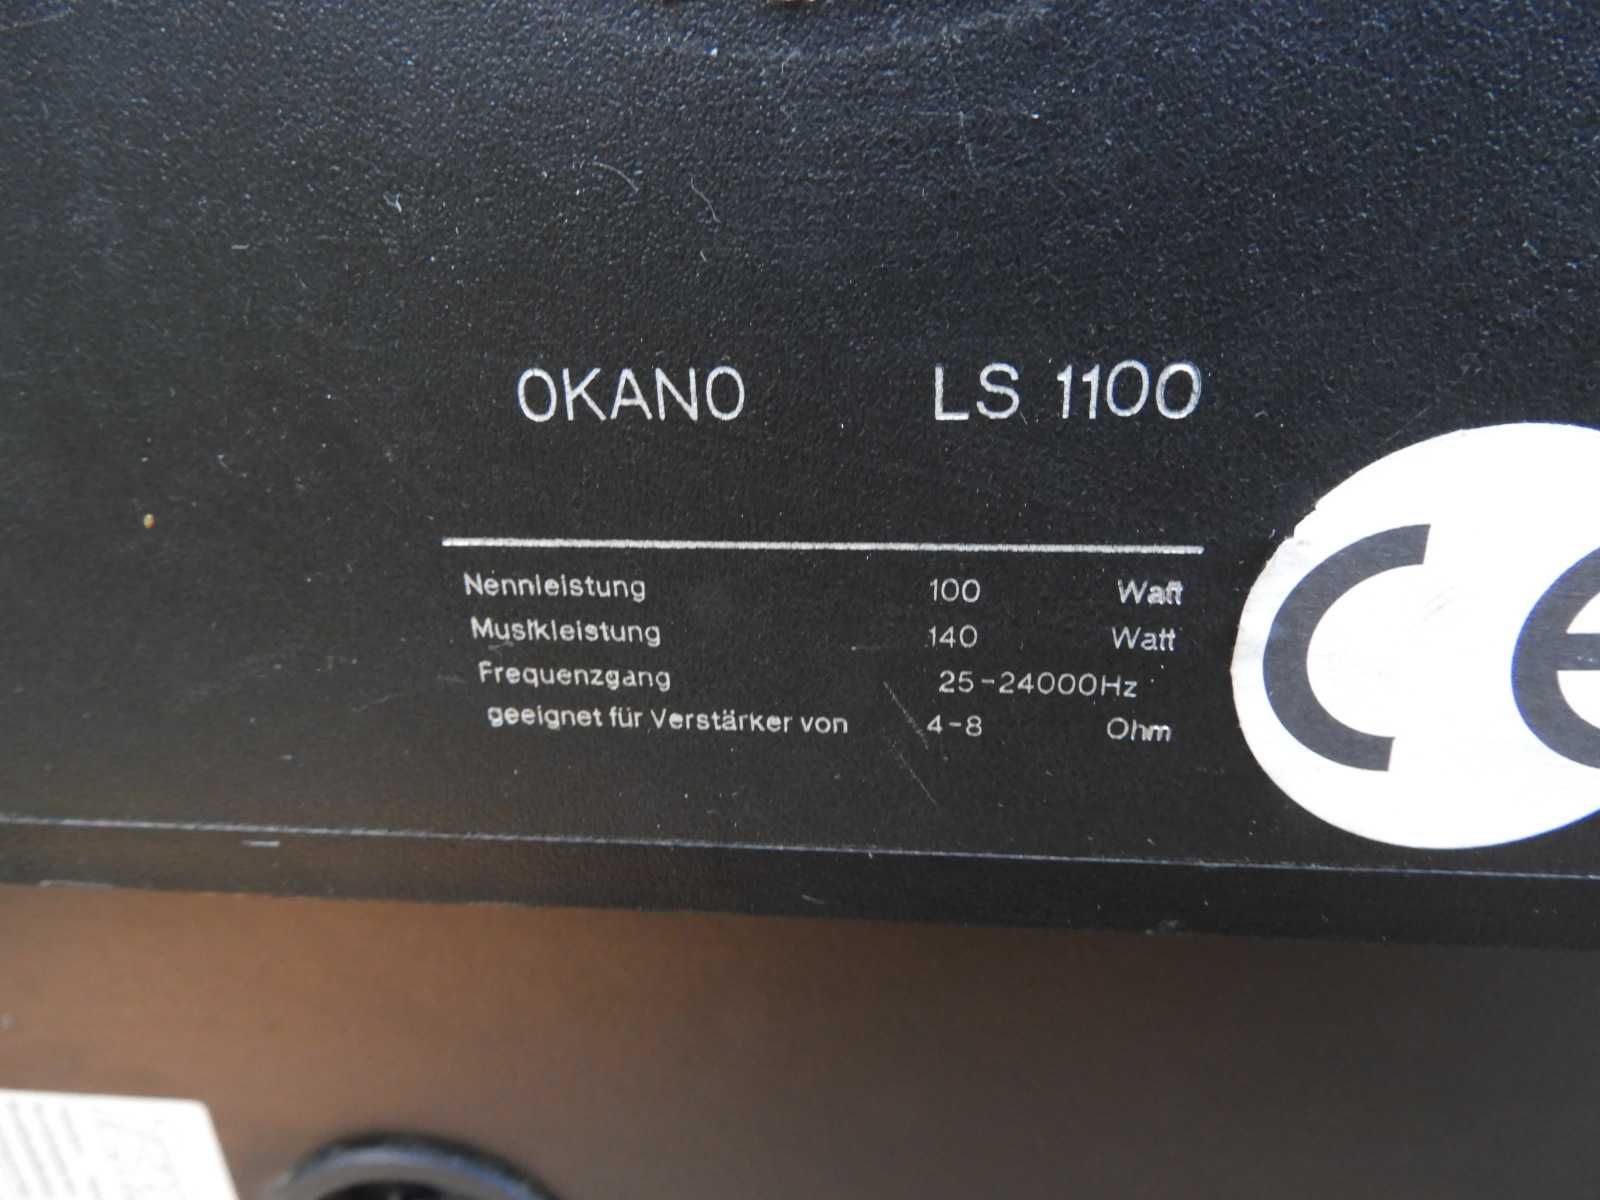 OKANO LS 1100
Nennleistung 100 Watt
Musikleistung 140 Watt
Frequenzgang 25-24000Hz
geeignet für Verstärker von 4-8 Ohm
CE